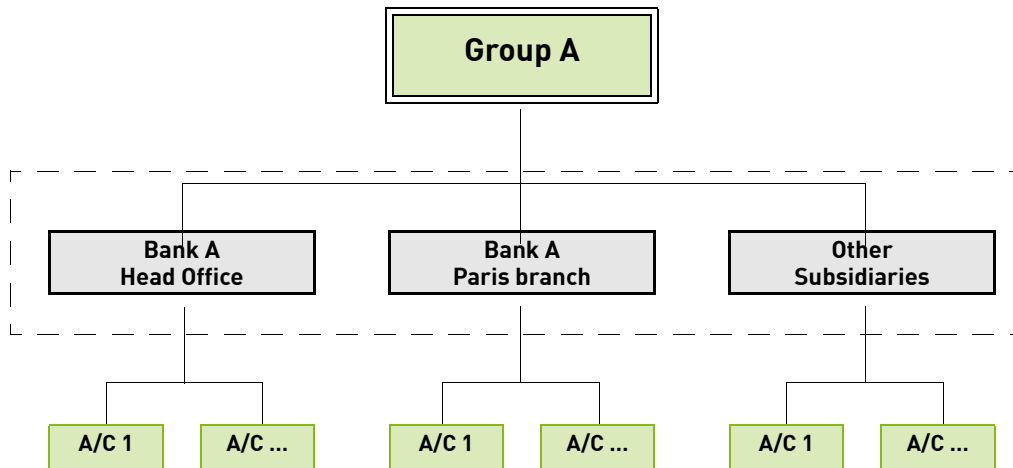 Group A
Bank A
Head Office
Bank A
Paris branch
Other
Subsidiaries
A/C 1
A/C ...
A/C 1
A/C ...
A/C 1
A/C ...